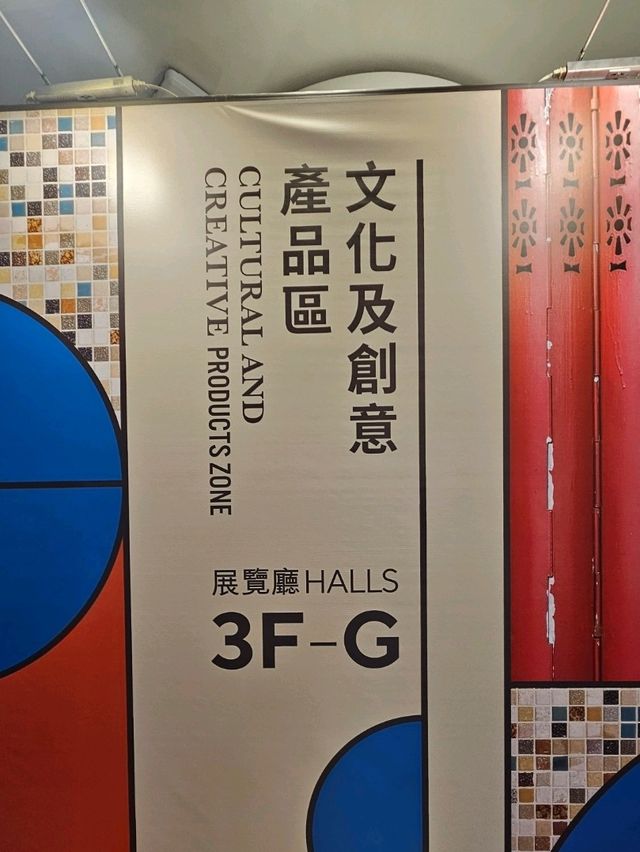 文化及創意
產品區
CULTURAL AND
CREATIVE PRODUCTS ZONE
展覽廳 HALLS
3F–G